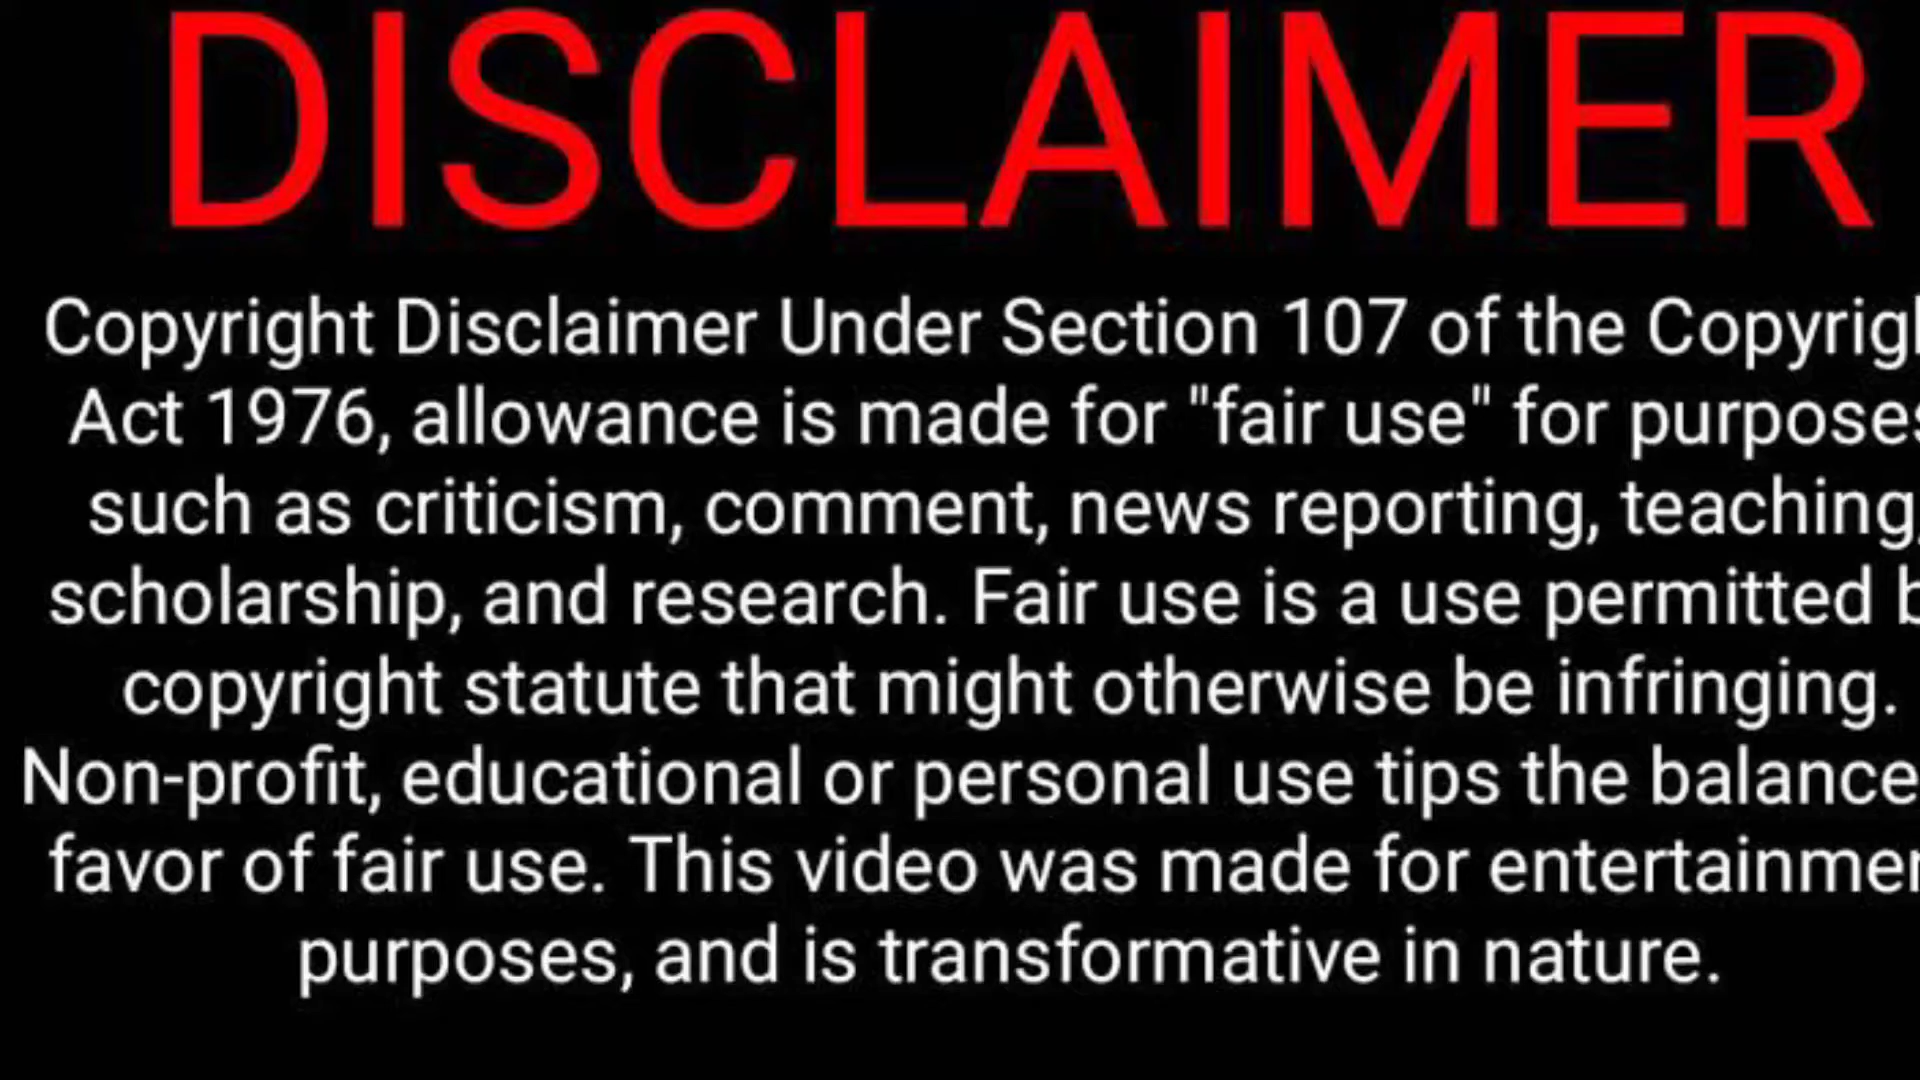 DISCLAIMER
Copyright Disclaimer Under Section 107 of the Copyrigh
Act 1976, allowance is made for "fair use" for purposes
such as criticism, comment, news reporting, teaching,
scholarship, and research. Fair use is a use permitted b
copyright statute that might otherwise be infringing.
Non-profit, educational or personal use tips the balance
favor of fair use. This video was made for entertainmen
purposes, and is transformative in nature.